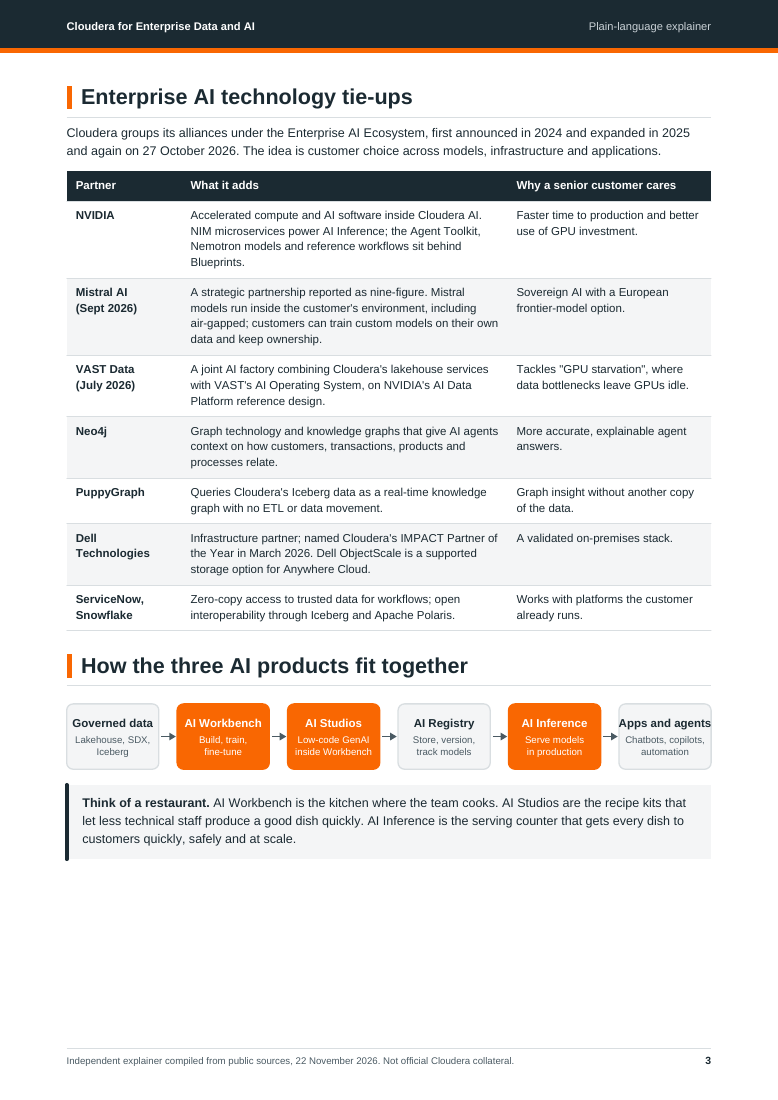 Cloudera for Enterprise Data and AI
Plain-language explainer
Enterprise AI technology tie-ups
Cloudera groups its alliances under the Enterprise AI Ecosystem, first announced in 2024 and expanded in 2025
and again on 27 October 2026. The idea is customer choice across models, infrastructure and applications.
Partner
What it adds
Why a senior customer cares
NVIDIA
Accelerated compute and AI software inside Cloudera AI.
NIM microservices power AI Inference; the Agent Toolkit,
Nemotron models and reference workflows sit behind
Blueprints.
Faster time to production and better
use of GPU investment.
Mistral AI
(Sept 2026)
A strategic partnership reported as nine-figure. Mistral
models run inside the customer's environment, including
air-gapped; customers can train custom models on their own
data and keep ownership.
Sovereign AI with a European
frontier-model option.
VAST Data
(July 2026)
A joint AI factory combining Cloudera's lakehouse services
with VAST's AI Operating System, on NVIDIA's AI Data
Platform reference design.
Tackles "GPU starvation", where
data bottlenecks leave GPUs idle.
Neo4j
Graph technology and knowledge graphs that give AI agents
context on how customers, transactions, products and
processes relate.
More accurate, explainable agent
answers.
PuppyGraph
Queries Cloudera's Iceberg data as a real-time knowledge
graph with no ETL or data movement.
Graph insight without another copy
of the data.
Dell
Technologies
Infrastructure partner; named Cloudera's IMPACT Partner of
the Year in March 2026. Dell ObjectScale is a supported
storage option for Anywhere Cloud.
A validated on-premises stack.
ServiceNow,
Snowflake
Zero-copy access to trusted data for workflows; open
interoperability through Iceberg and Apache Polaris.
Works with platforms the customer
already runs.
How the three AI products fit together
Governed data
Lakehouse, SDX,
Iceberg
AI Workbench
Build, train,
fine-tune
AI Studios
Low-code GenAI
inside Workbench
AI Registry
Store, version,
track models
AI Inference
Serve models
in production
Apps and agents
Chatbots, copilots,
automation
Think of a restaurant. AI Workbench is the kitchen where the team cooks. AI Studios are the recipe kits that
let less technical staff produce a good dish quickly. AI Inference is the serving counter that gets every dish to
customers quickly, safely and at scale.
Independent explainer compiled from public sources, 22 November 2026. Not official Cloudera collateral.
3